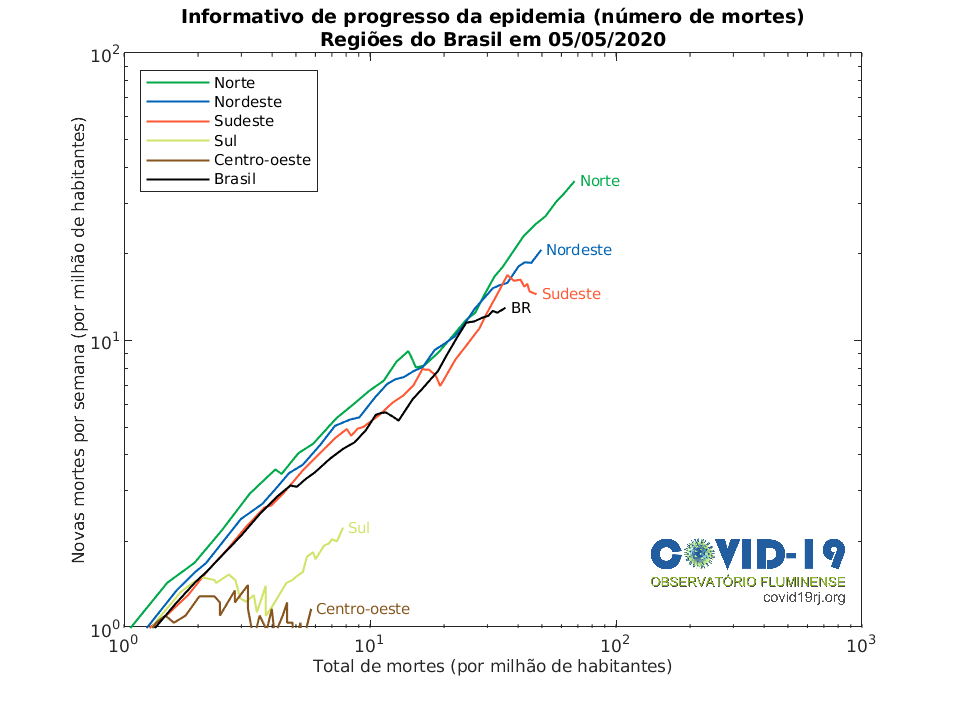 Informativo de progresso da epidemia (número de mortes)
Regiões do Brasil em 05/05/2020
Novas mortes por semana (por milhão de habitantes)
10²
10¹
10⁰
Norte
Nordeste
Sudeste
Sul
Centro-oeste
Brasil
Norte
Nordeste
Sudeste
BR
Sul
Centro-oeste
COVID-19
OBSERVATÓRIO FLUMINENSE
covid19rj.org
10⁰ 10¹ 10² 10³
Total de mortes (por milhão de habitantes)